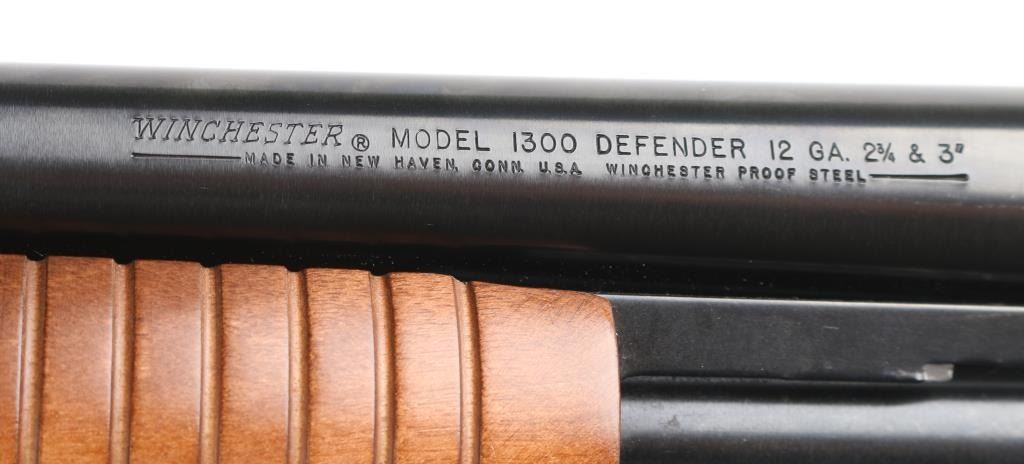 WINCHESTER ® MODEL 1300 DEFENDER 12 GA. 2¾ & 3"
MADE IN NEW HAVEN, CONN. U.S.A. WINCHESTER PROOF STEEL